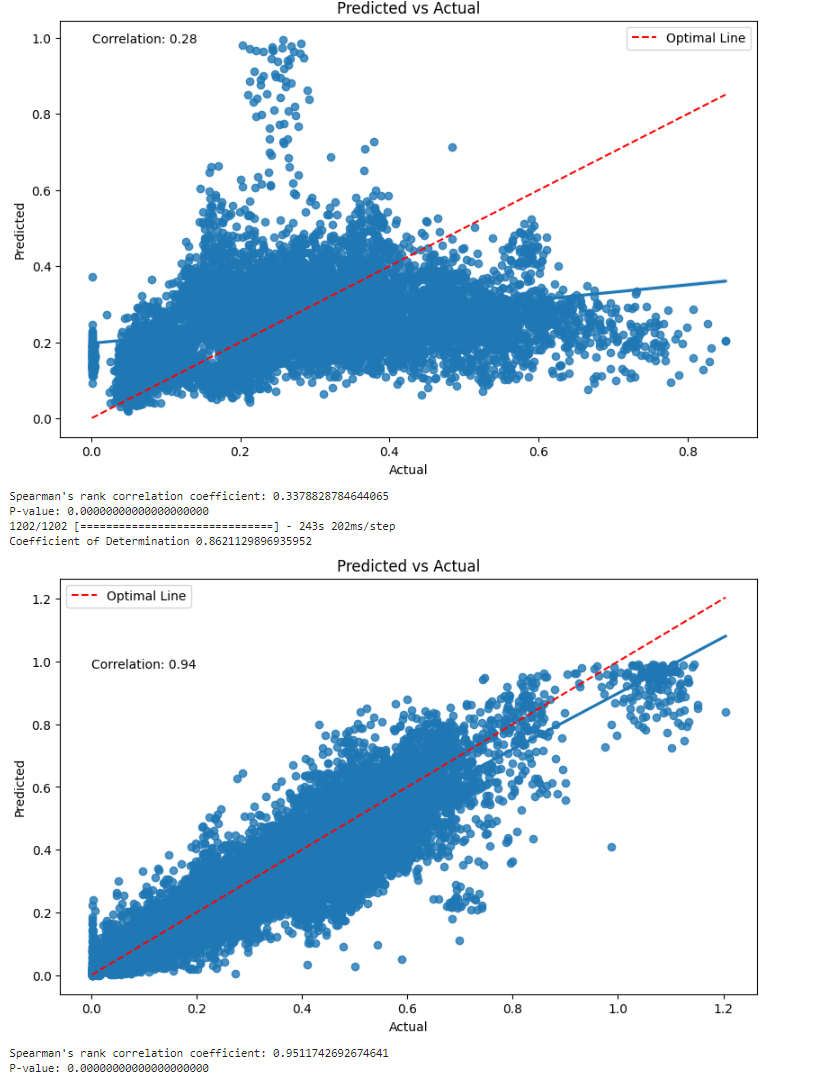 Predicted vs Actual
Correlation: 0.28
Optimal Line
1.0
0.8
0.6
0.4
0.2
0.0
Predicted
0.0 0.2 0.4 0.6 0.8
Actual
Spearman's rank correlation coefficient: 0.3378828784644065
P-value: 0.00000000000000000000
1202/1202 [==============================] - 243s 202ms/step
Coefficient of Determination 0.8621129896935952
Predicted vs Actual
Optimal Line
Correlation: 0.94
1.2
1.0
0.8
0.6
0.4
0.2
0.0
Predicted
0.0 0.2 0.4 0.6 0.8 1.0 1.2
Actual
Spearman's rank correlation coefficient: 0.9511742692674641
P-value: 0.00000000000000000000